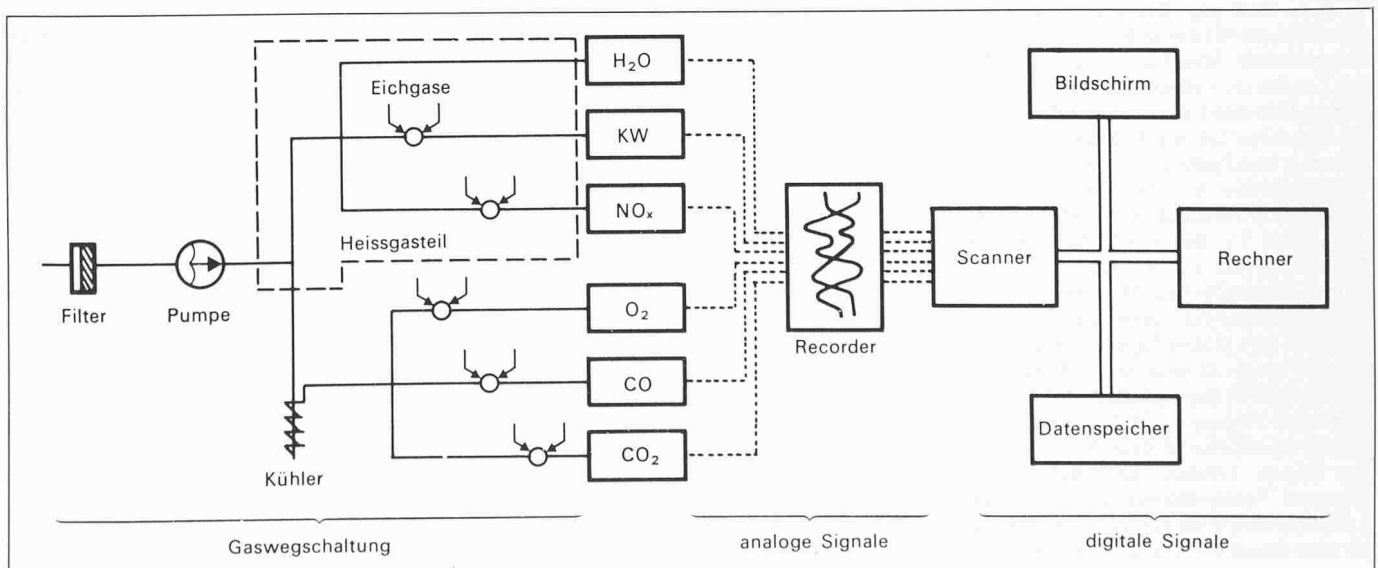 H₂O
Eichgase
KW
NOₓ
Heissgasteil
Filter
Pumpe
O₂
CO
CO₂
Kühler
Recorder
Scanner
Bildschirm
Rechner
Datenspeicher
Gaswegschaltung
analoge Signale
digitale Signale